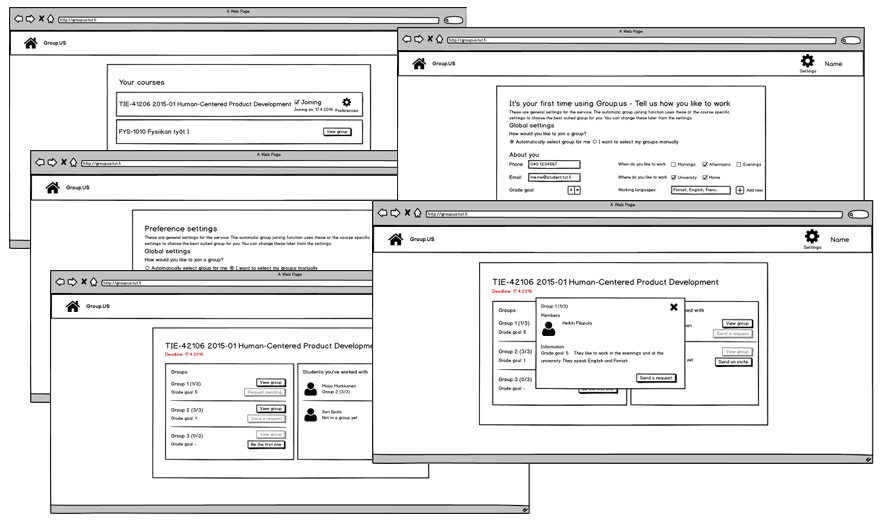 A Web Page
http://groupus.tut.fi
Group.US
Your courses
TIE-41206 2015-01 Human-Centered Product Development
Joining
Joining on 17.4.2016
Preferences
FYS-1010 Fysiikan työt I
View group
A Web Page
http://groupus.tut.fi
Group.US
Settings
Name
It's your first time using Group.us - Tell us how you like to work
These are general settings for the service. The automatic group joining function uses these or the course specific
settings to choose the best suited group for you. You can change these later from the settings
Global settings
How would you like to join a group?
Automatically select group for me
I want to select my groups manually
About you
Phone
040 1234567
When do you like to work
Mornings
Afternoons
Evenings
Email
Where do you like to work
University
Home
Grade goal
4
Working languages
Finnish, English, Frenc.
Add new
A Web Page
http://groupus.tut.fi
Group.US
Preference settings
These are general settings for the service. The automatic group joining function uses these or the course specific
settings to choose the best suited group for you. You can change these later from the settings
Global settings
How would you like to join a group?
Automatically select group for me
I want to select my groups manually
A Web Page
http://groupus.tut.fi
Group.US
TIE-42106 2015-01 Human-Centered Product Developme
Deadline: 17.4.2016
Groups
Group 1 (1/3)
View group
Grade goal: 5
Request pending
Group 2 (3/3)
View group
Grade goal: 1
Send a request
Group 3 (0/3)
View group
Grade goal: -
Be the first one
Students you've worked with
Maija Markkanen
Group 2 (3/3)
Sari Sipola
Not in a group yet
A Web Page
http://groupus.tut.fi
Group.US
Settings
Name
TIE-42106 2015-01 Human-Centered Product Development
Deadline: 17.4.2016
Groups
Group 1 (1/3)
Grade goal: 5
Group 2 (3/3)
Grade goal: 1
Group 3 (0/3)
Grade goal: -
ked with
nen
View group
Send a request
View group
yet
Send an invite
Group 1 (1/3)
Members
Heikki Filppula
Information
Grade goal: 5 They like to work in the evenings and at the
university. They speak English and Finnish
Send a request